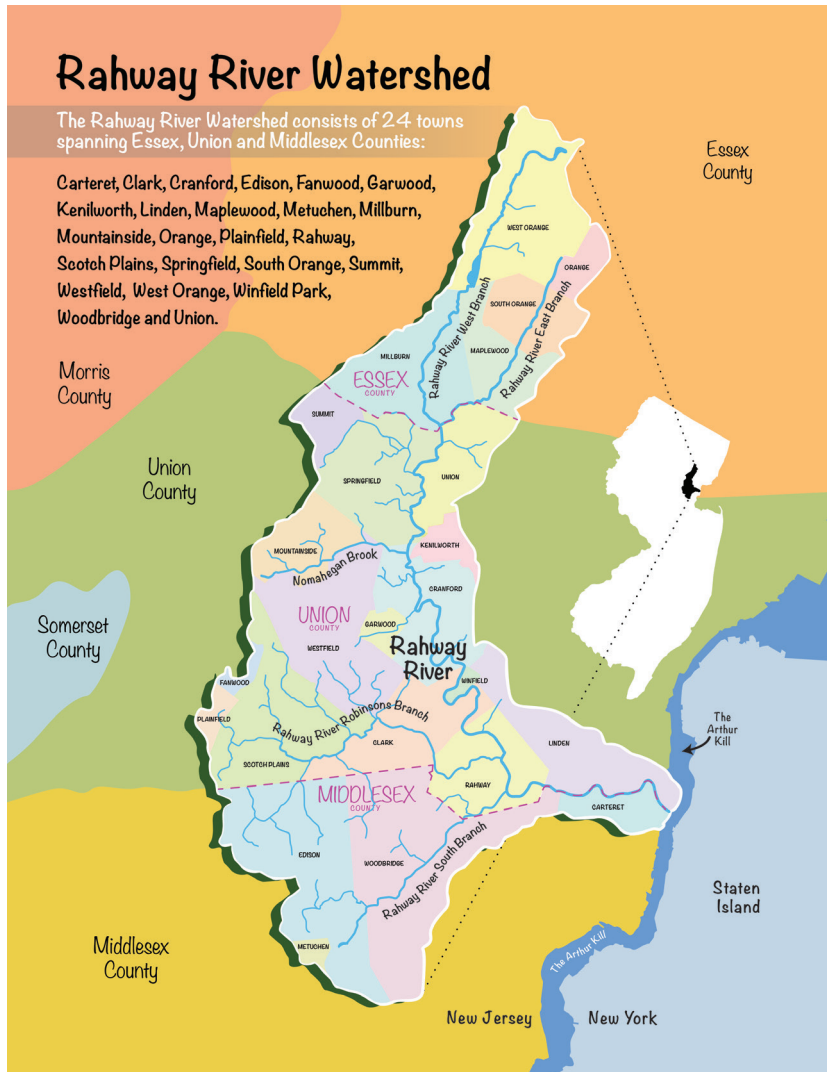 Rahway River Watershed
The Rahway River Watershed consists of 24 towns
spanning Essex, Union and Middlesex Counties:
Carteret, Clark, Cranford, Edison, Fanwood, Garwood,
Kenilworth, Linden, Maplewood, Metuchen, Millburn,
Mountainside, Orange, Plainfield, Rahway,
Scotch Plains, Springfield, South Orange, Summit,
Westfield, West Orange, Winfield Park,
Woodbridge and Union.
Essex
County
WEST ORANGE
ORANGE
SOUTH ORANGE
Rahway River West Branch
Rahway River East Branch
MAPLEWOOD
MILLBURN
ESSEX
COUNTY
Morris
County
SUMMIT
Union
County
SPRINGFIELD
UNION
KENILWORTH
MOUNTAINSIDE
Nomahegan Brook
CRANFORD
UNION
COUNTY
GARWOOD
Somerset
County
WESTFIELD
Rahway
River
WINFIELD
FANWOOD
PLAINFIELD
Rahway River Robinsons Branch
The
Arthur
Kill
CLARK
LINDEN
SCOTCH PLAINS
RAHWAY
MIDDLESEX
COUNTY
CARTERET
EDISON
WOODBRIDGE
Rahway River South Branch
Staten
Island
METUCHEN
Middlesex
County
The Arthur Kill
New Jersey
New York